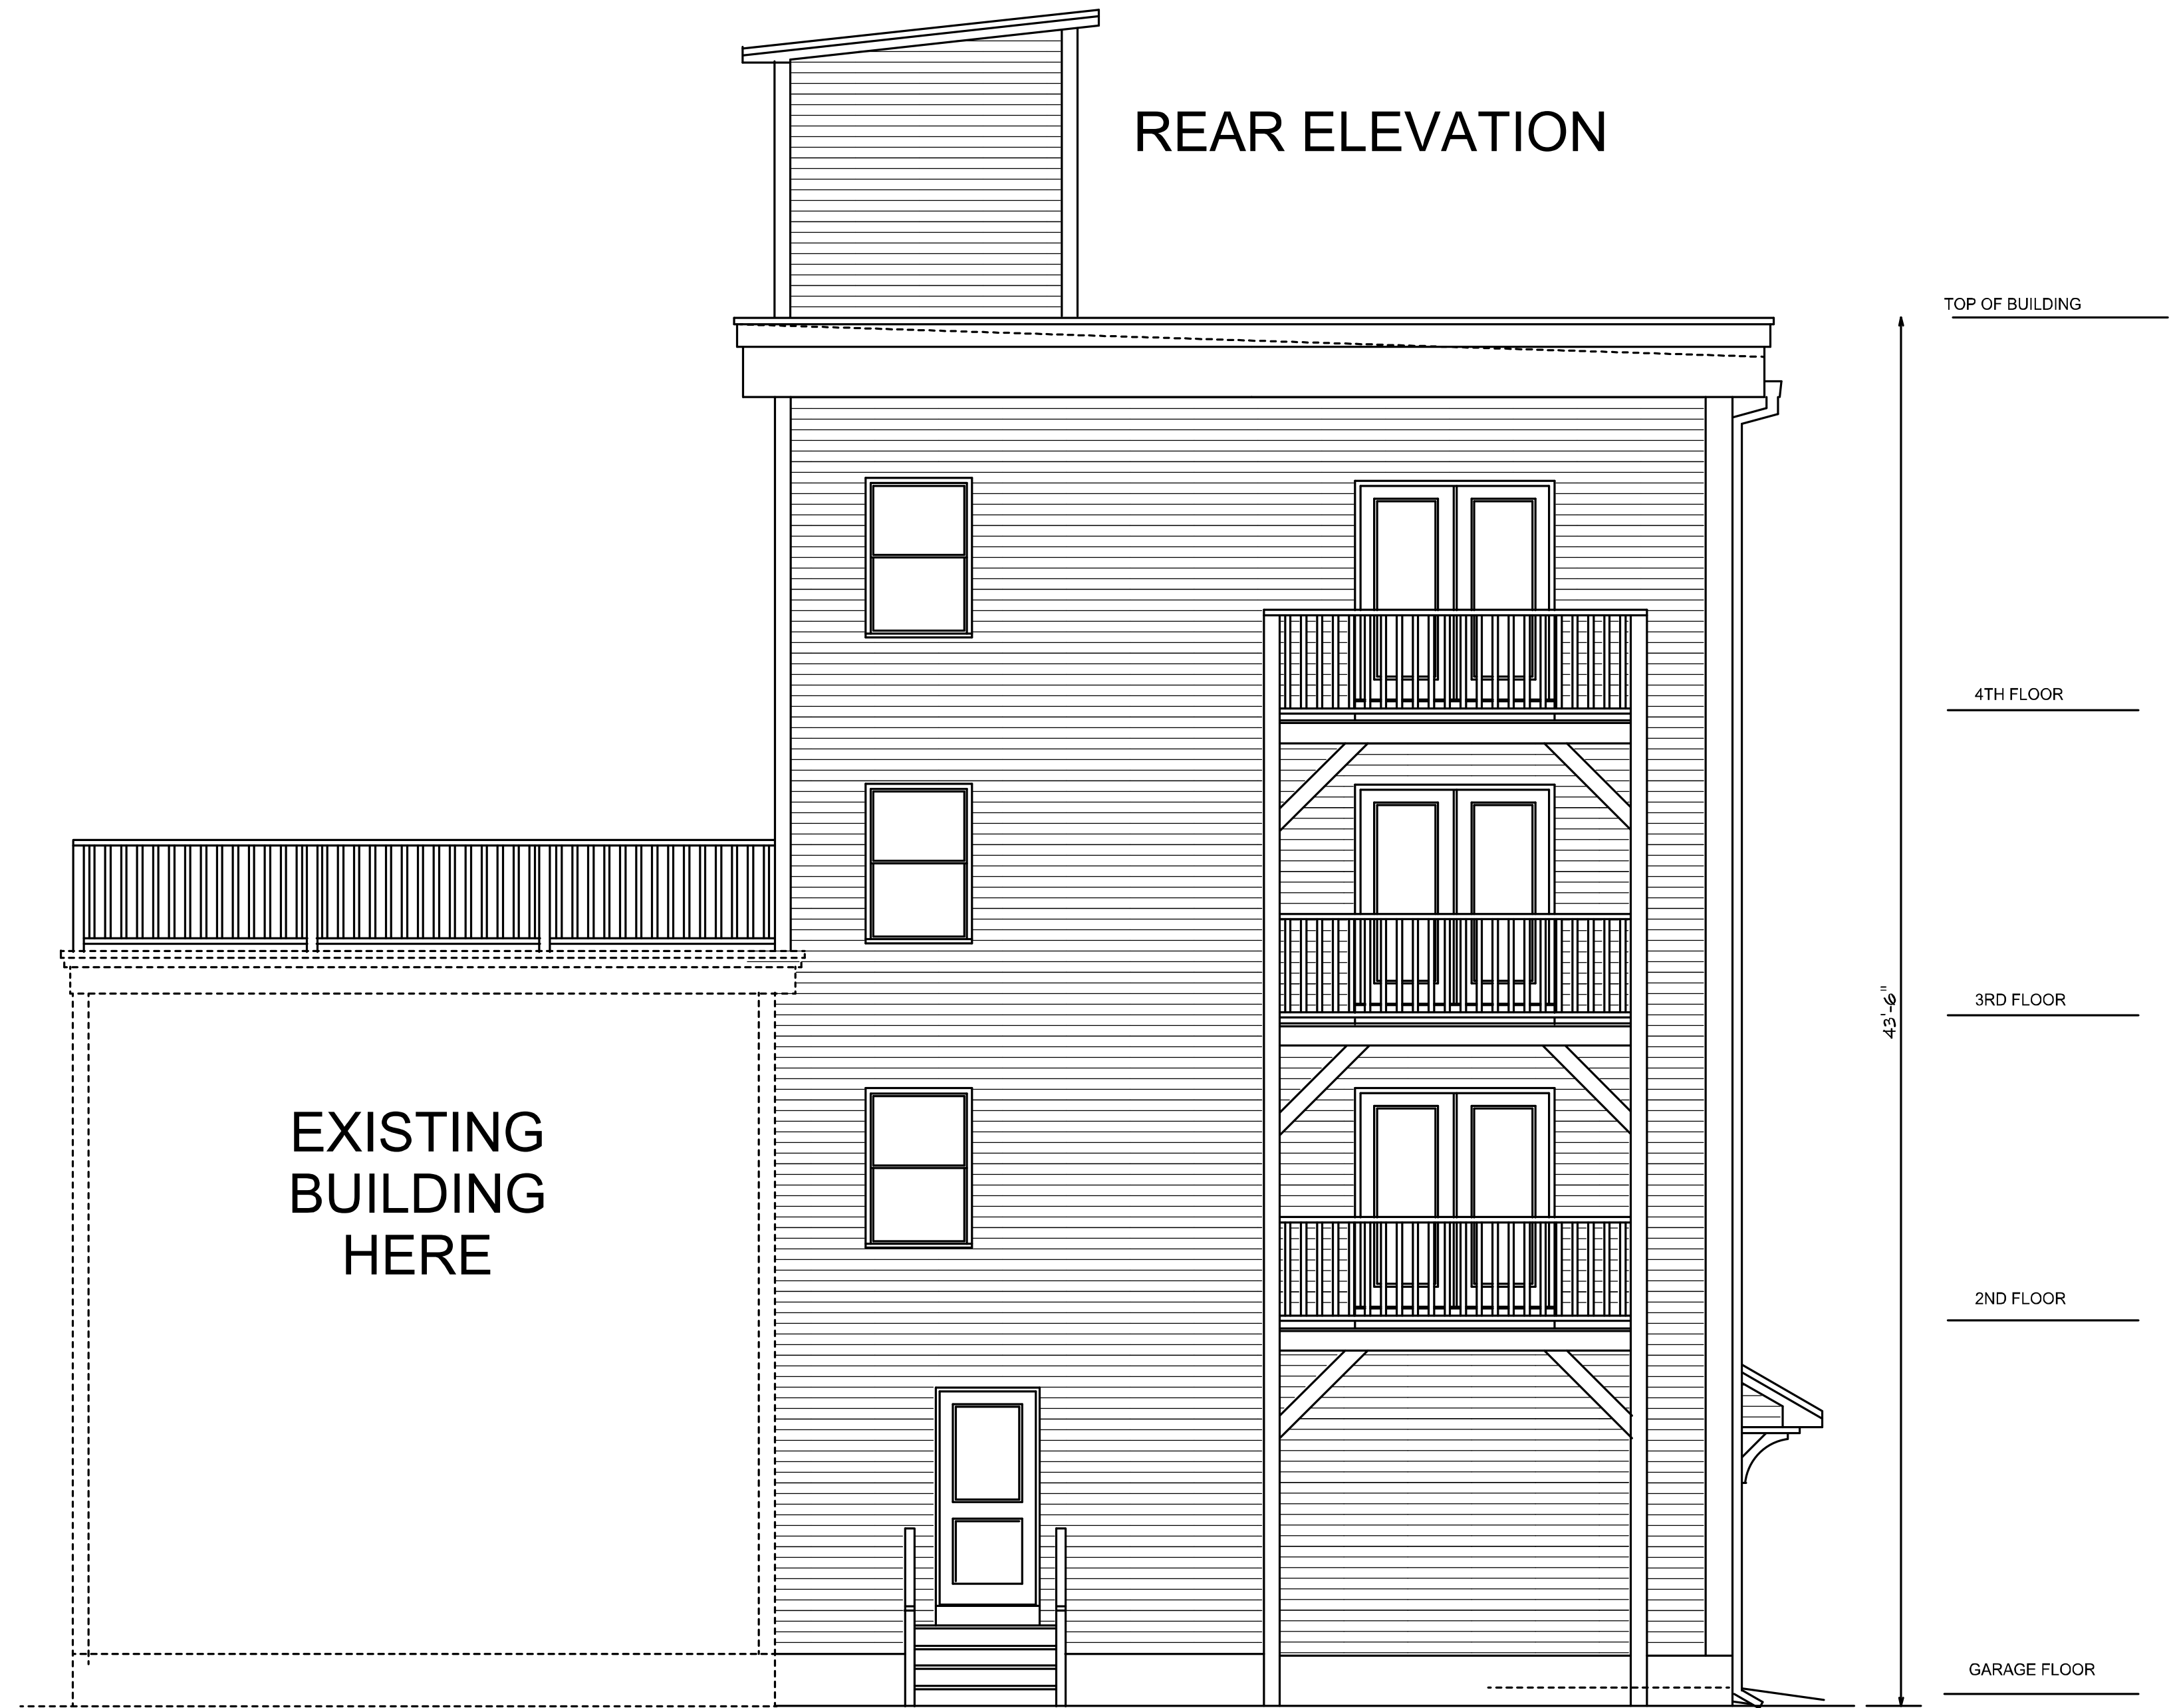 REAR ELEVATION
TOP OF BUILDING
4TH FLOOR
3RD FLOOR
43'-6"
EXISTING
BUILDING
HERE
2ND FLOOR
GARAGE FLOOR